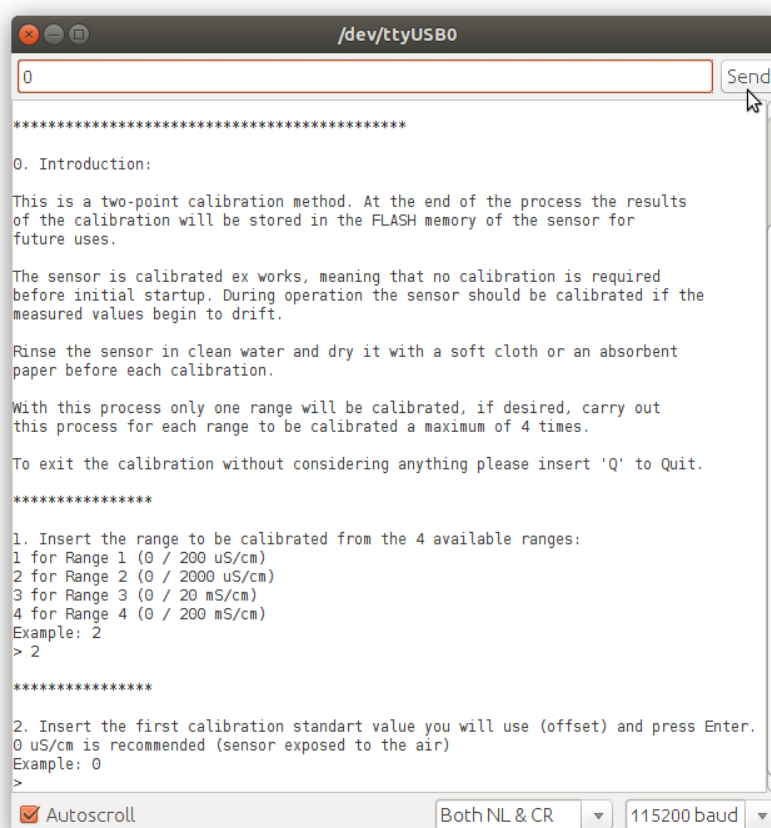 /dev/ttyUSB0
0
Send
*********************************************
0. Introduction:
This is a two-point calibration method. At the end of the process the results
of the calibration will be stored in the FLASH memory of the sensor for
future uses.
The sensor is calibrated ex works, meaning that no calibration is required
before initial startup. During operation the sensor should be calibrated if the
measured values begin to drift.
Rinse the sensor in clean water and dry it with a soft cloth or an absorbent
paper before each calibration.
With this process only one range will be calibrated, if desired, carry out
this process for each range to be calibrated a maximum of 4 times.
To exit the calibration without considering anything please insert 'Q' to Quit.
****************
1. Insert the range to be calibrated from the 4 available ranges:
1 for Range 1 (0 / 200 uS/cm)
2 for Range 2 (0 / 2000 uS/cm)
3 for Range 3 (0 / 20 mS/cm)
4 for Range 4 (0 / 200 mS/cm)
Example: 2
> 2
****************
2. Insert the first calibration standart value you will use (offset) and press Enter.
0 uS/cm is recommended (sensor exposed to the air)
Example: 0
>
Autoscroll
Both NL & CR
115200 baud